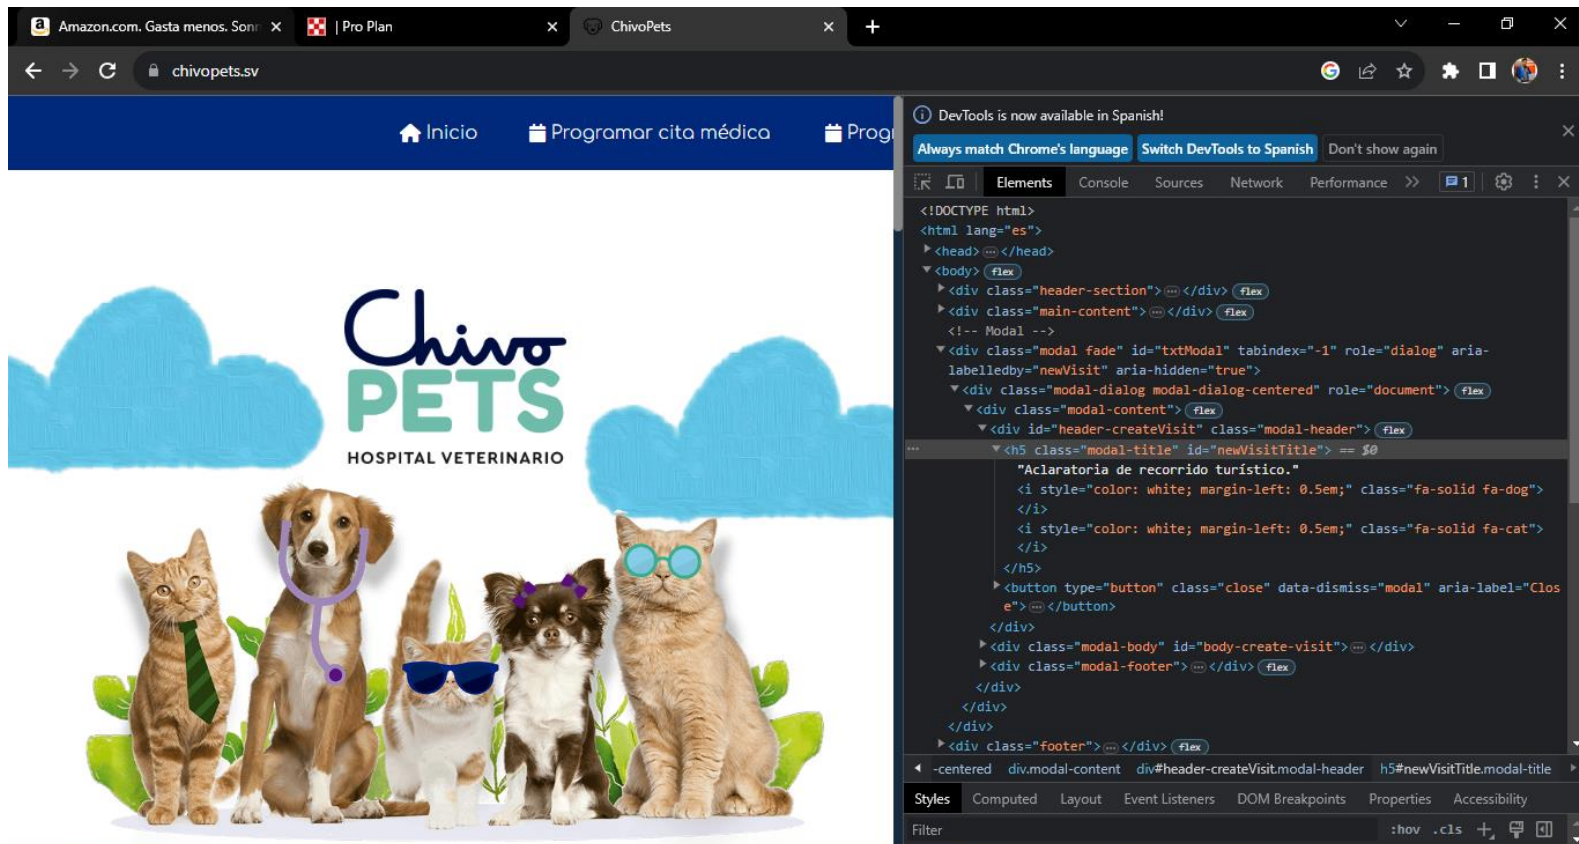 Amazon.com. Gasta menos. Sonr
| Pro Plan
ChivoPets
chivopets.sv
Inicio
Programar cita médica
Progr
Chivo
PETS
HOSPITAL VETERINARIO
DevTools is now available in Spanish!
Always match Chrome's language Switch DevTools to Spanish Don't show again
Elements Console Sources Network Performance 1
<!DOCTYPE html>
<html lang="es">
<head>…</head>
<body> flex
<div class="header-section">…</div> flex
<div class="main-content">…</div> flex
<!-- Modal -->
<div class="modal fade" id="txtModal" tabindex="-1" role="dialog" aria-
labelledby="newVisit" aria-hidden="true">
<div class="modal-dialog modal-dialog-centered" role="document"> flex
<div class="modal-content"> flex
<div id="header-createVisit" class="modal-header"> flex
<h5 class="modal-title" id="newVisitTitle"> == $0
"Aclaratoria de recorrido turístico."
<i style="color: white; margin-left: 0.5em;" class="fa-solid fa-dog">
</i>
<i style="color: white; margin-left: 0.5em;" class="fa-solid fa-cat">
</i>
</h5>
<button type="button" class="close" data-dismiss="modal" aria-label="Clos
e">…</button>
</div>
<div class="modal-body" id="body-create-visit">…</div>
<div class="modal-footer">…</div> flex
</div>
</div>
</div>
<div class="footer">…</div> flex
-centered div.modal-content div#header-createVisit.modal-header h5#newVisitTitle.modal-title
Styles Computed Layout Event Listeners DOM Breakpoints Properties Accessibility
Filter :hov .cls